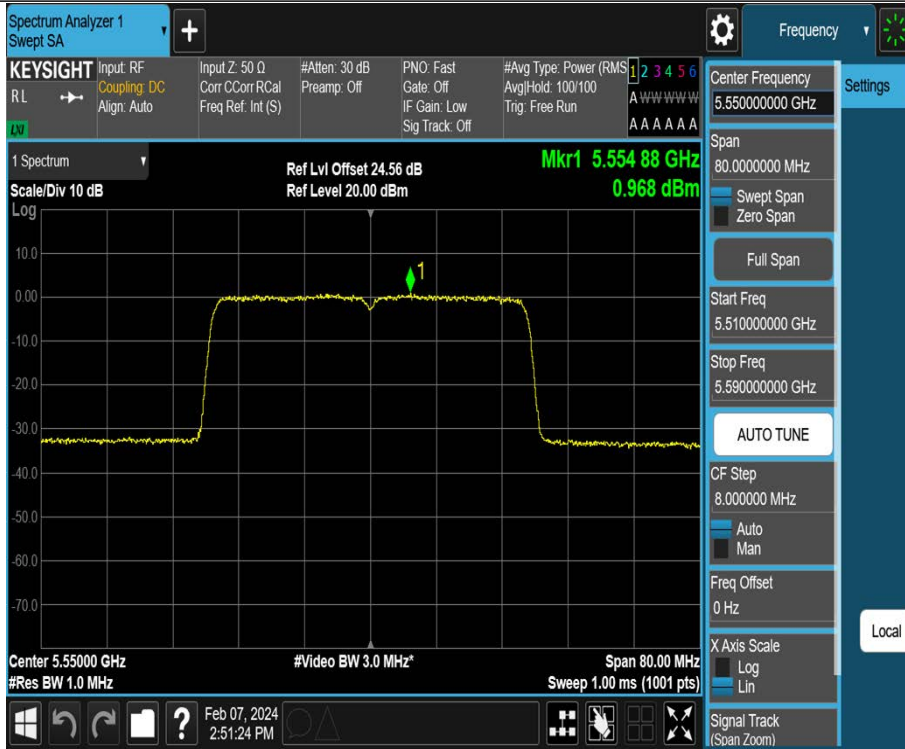 Spectrum Analyzer 1
Swept SA
+
Frequency
KEYSIGHT
RL
LXI
Input: RF
Coupling: DC
Align: Auto
Input Z: 50 Ω
Corr CCorr RCal
Freq Ref: Int (S)
#Atten: 30 dB
Preamp: Off
PNO: Fast
Gate: Off
IF Gain: Low
Sig Track: Off
#Avg Type: Power (RMS
Avg|Hold: 100/100
Trig: Free Run
1 2 3 4 5 6
A W W W W W
A A A A A A
Center Frequency
5.550000000 GHz
Settings
Span
80.0000000 MHz
Swept Span
Zero Span
Full Span
Start Freq
5.510000000 GHz
Stop Freq
5.590000000 GHz
AUTO TUNE
CF Step
8.000000 MHz
Auto
Man
Freq Offset
0 Hz
X Axis Scale
Log
Lin
Signal Track
(Span Zoom)
Local
1 Spectrum
Scale/Div 10 dB
Log
Ref Lvl Offset 24.56 dB
Ref Level 20.00 dBm
Mkr1 5.554 88 GHz
0.968 dBm
10.0
0.00
-10.0
-20.0
-30.0
-40.0
-50.0
-60.0
-70.0
1
Center 5.55000 GHz
#Res BW 1.0 MHz
#Video BW 3.0 MHz*
Span 80.00 MHz
Sweep 1.00 ms (1001 pts)
?
Feb 07, 2024
2:51:24 PM